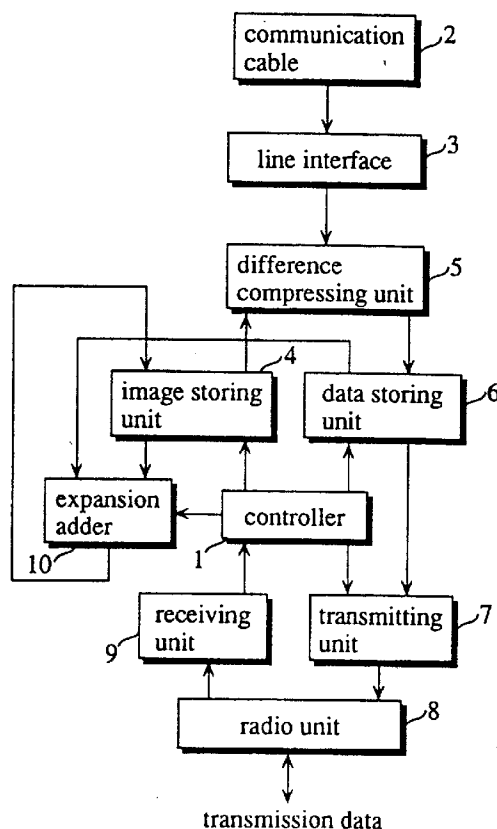 communication
cable
2
line interface
3
difference
compressing unit
5
image storing
unit
4
data storing
unit
6
expansion
adder
10
controller
1
receiving
unit
9
transmitting
unit
7
radio unit
8
transmission data